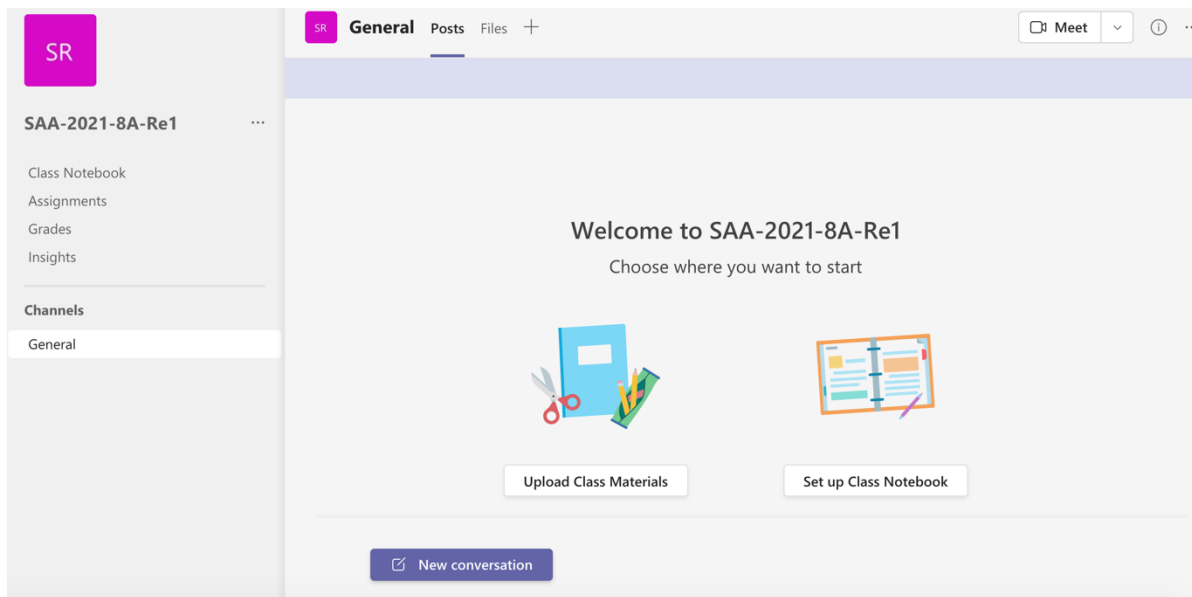 SR
SAA-2021-8A-Re1 ...
Class Notebook
Assignments
Grades
Insights
Channels
General
SR General Posts Files +
Meet
Welcome to SAA-2021-8A-Re1
Choose where you want to start
Upload Class Materials
Set up Class Notebook
New conversation